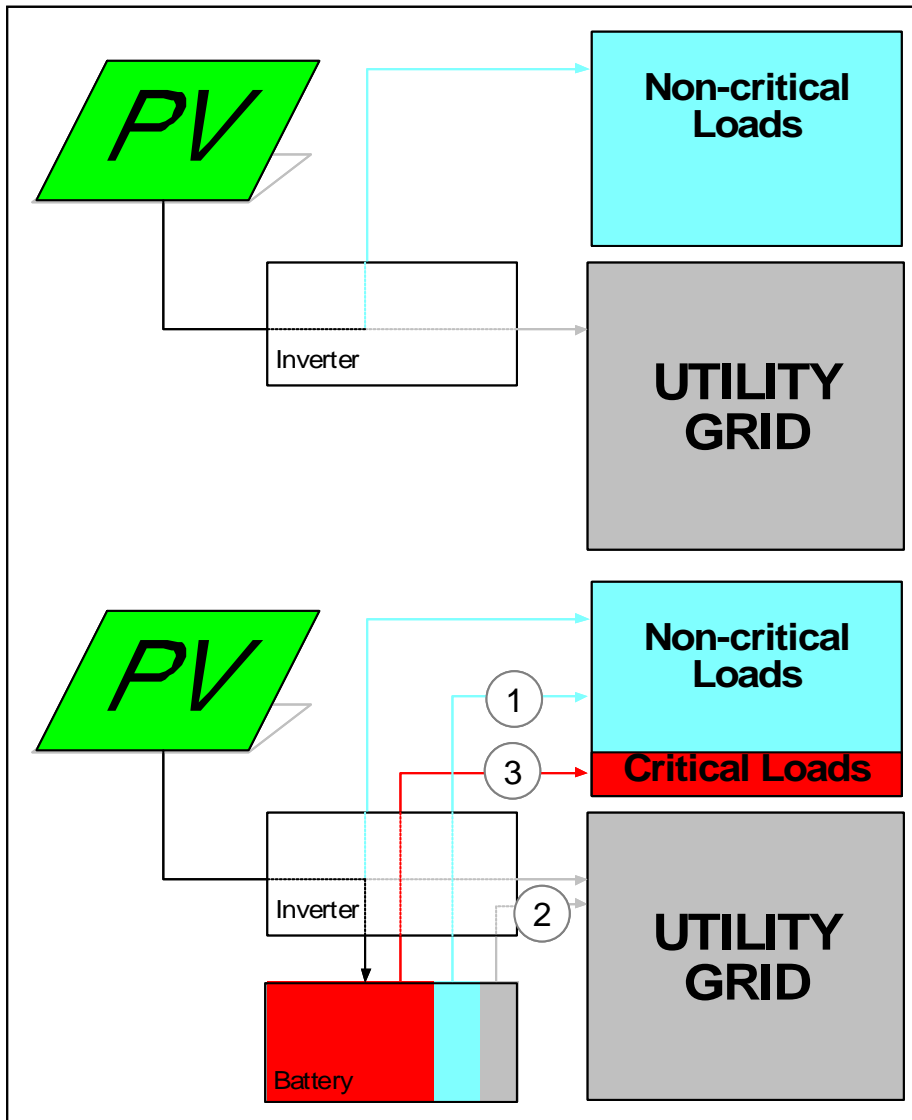 PV
Non-critical
Loads
Inverter
UTILITY
GRID
PV
Non-critical
Loads
1
3
Critical Loads
Inverter
2
UTILITY
GRID
Battery